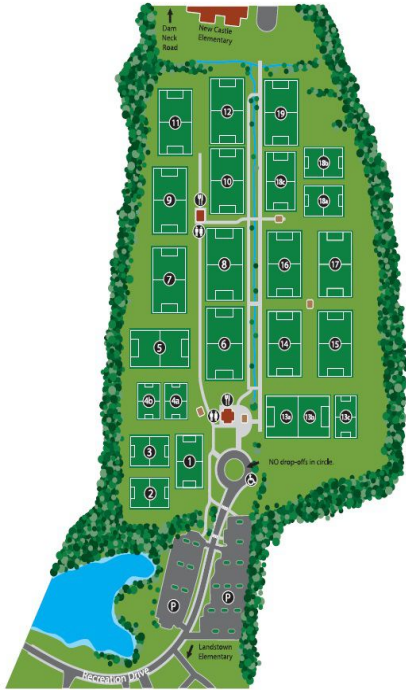 Dam
Neck
Road
New Castle
Elementary
12
19
11
10
18c
18b
18a
9
8
16
17
7
6
14
15
5
4b
4a
13a
13b
13c
3
1
2
NO drop-offs in circle.
P
P
Landstown
Elementary
Recreation Drive